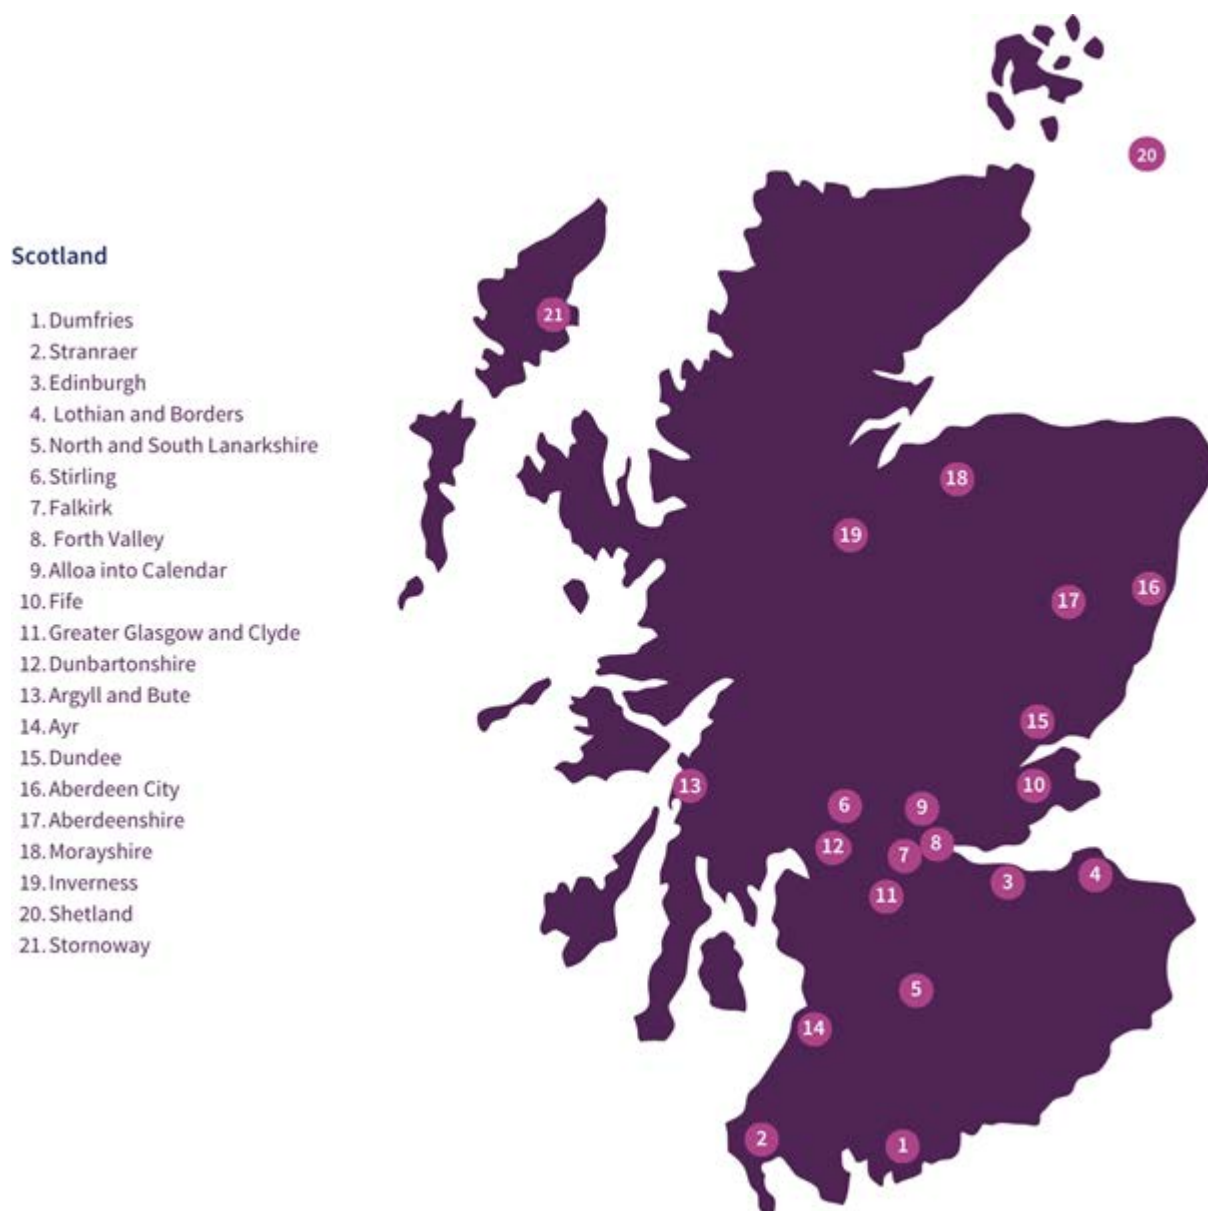 Scotland
1. Dumfries
2. Stranraer
3. Edinburgh
4. Lothian and Borders
5. North and South Lanarkshire
6. Stirling
7. Falkirk
8. Forth Valley
9. Alloa into Calendar
10. Fife
11. Greater Glasgow and Clyde
12. Dunbartonshire
13. Argyll and Bute
14. Ayr
15. Dundee
16. Aberdeen City
17. Aberdeenshire
18. Morayshire
19. Inverness
20. Shetland
21. Stornoway
20
21
18
19
17
16
15
13
10
6
9
12
8
7
3
4
11
5
14
2
1